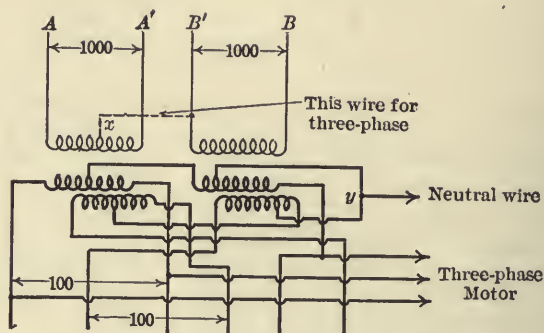 A A′ B′ B
1000 1000
x
This wire for
three-phase
y
Neutral wire
Three-phase
Motor
100
100